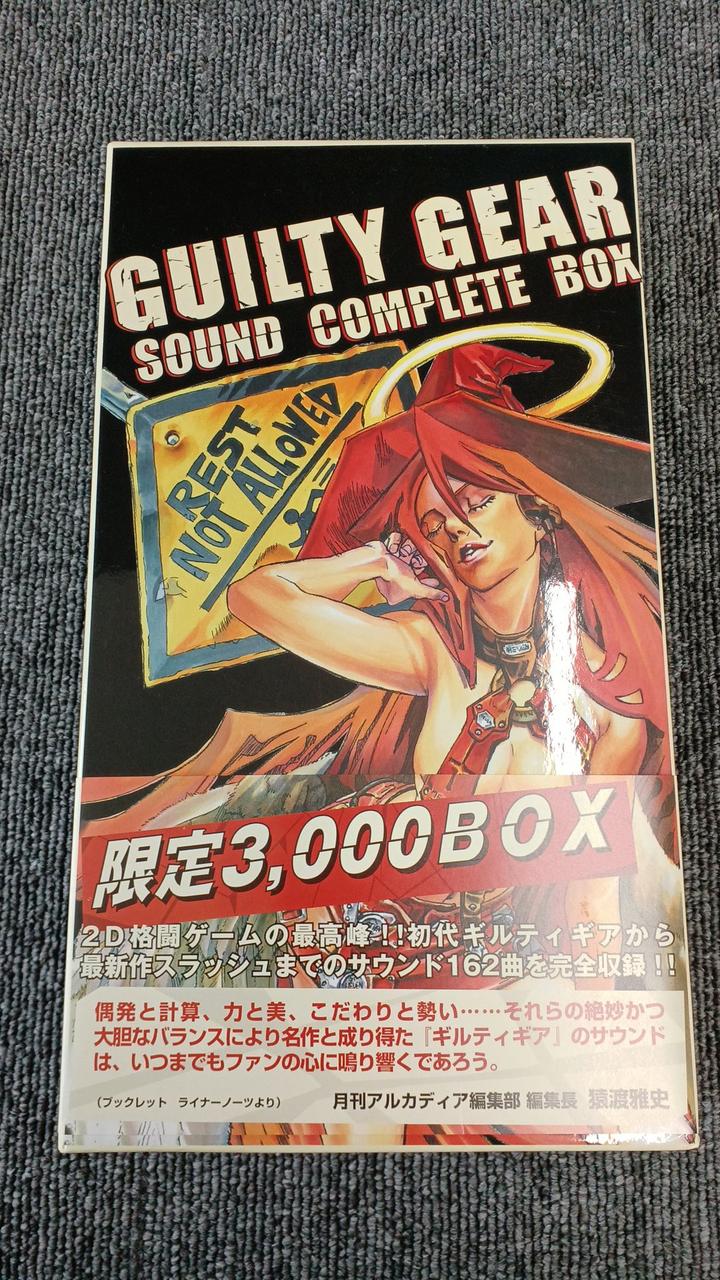 GUILTY GEAR
SOUND COMPLETE BOX
REST
NOT ALLOWED
限定3,000BOX
2D格闘ゲームの最高峰!!初代ギルティギアから
最新作スラッシュまでのサウンド162曲を完全収録!!
偶発と計算、力と美、こだわりと勢い……それらの絶妙かつ
大胆なバランスにより名作と成り得た『ギルティギア』のサウンド
は、いつまでもファンの心に鳴り響くであろう。
（ブックレット　ライナーノーツより）　月刊アルカディア編集部 編集長 猿渡雅史